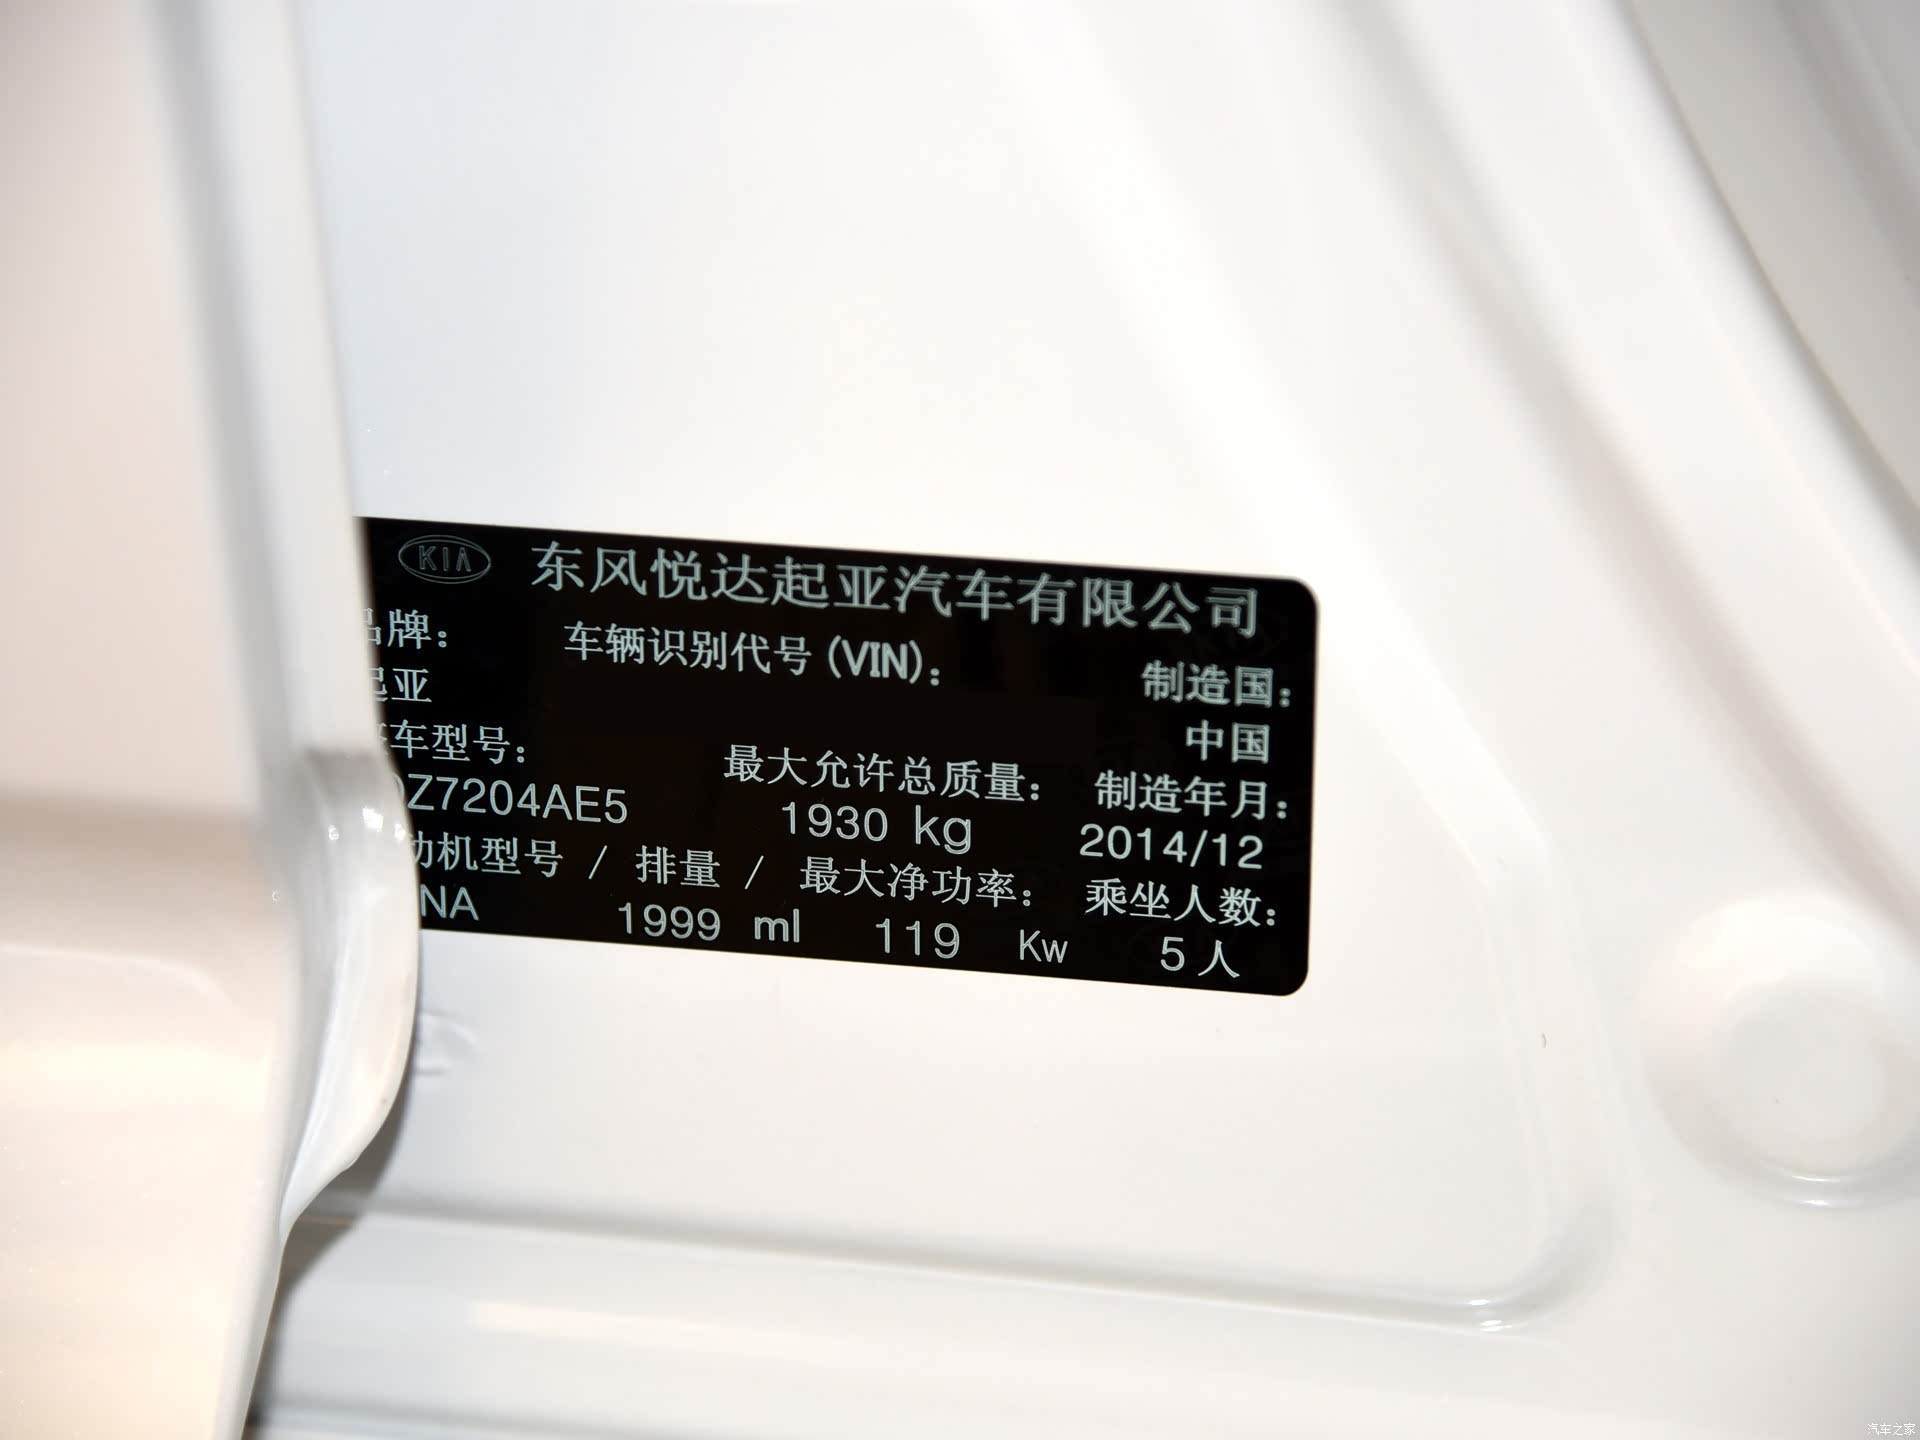 KIA 东风悦达起亚汽车有限公司
品牌： 车辆识别代号(VIN)： 制造国：
起亚 中国
车型号： 最大允许总质量： 制造年月：
QZ7204AE5 1930 kg 2014/12
动机型号 / 排量 / 最大净功率： 乘坐人数：
NA 1999 ml 119 Kw 5人
汽车之家